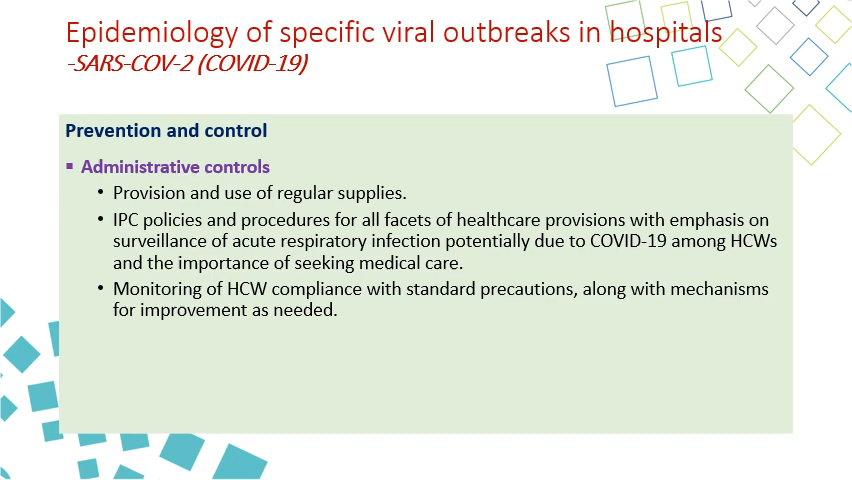 Epidemiology of specific viral outbreaks in hospitals
-SARS-COV-2 (COVID-19)
Prevention and control
▪ Administrative controls
• Provision and use of regular supplies.
• IPC policies and procedures for all facets of healthcare provisions with emphasis on
surveillance of acute respiratory infection potentially due to COVID-19 among HCWs
and the importance of seeking medical care.
• Monitoring of HCW compliance with standard precautions, along with mechanisms
for improvement as needed.